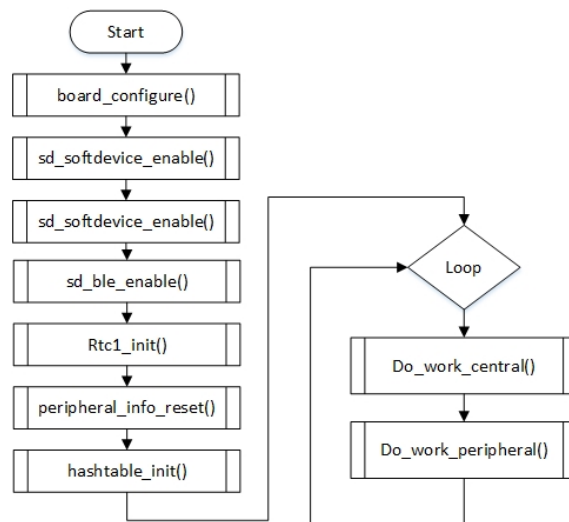 Start
board_configure()
sd_softdevice_enable()
sd_softdevice_enable()
sd_ble_enable()
Rtc1_init()
peripheral_info_reset()
hashtable_init()
Loop
Do_work_central()
Do_work_peripheral()